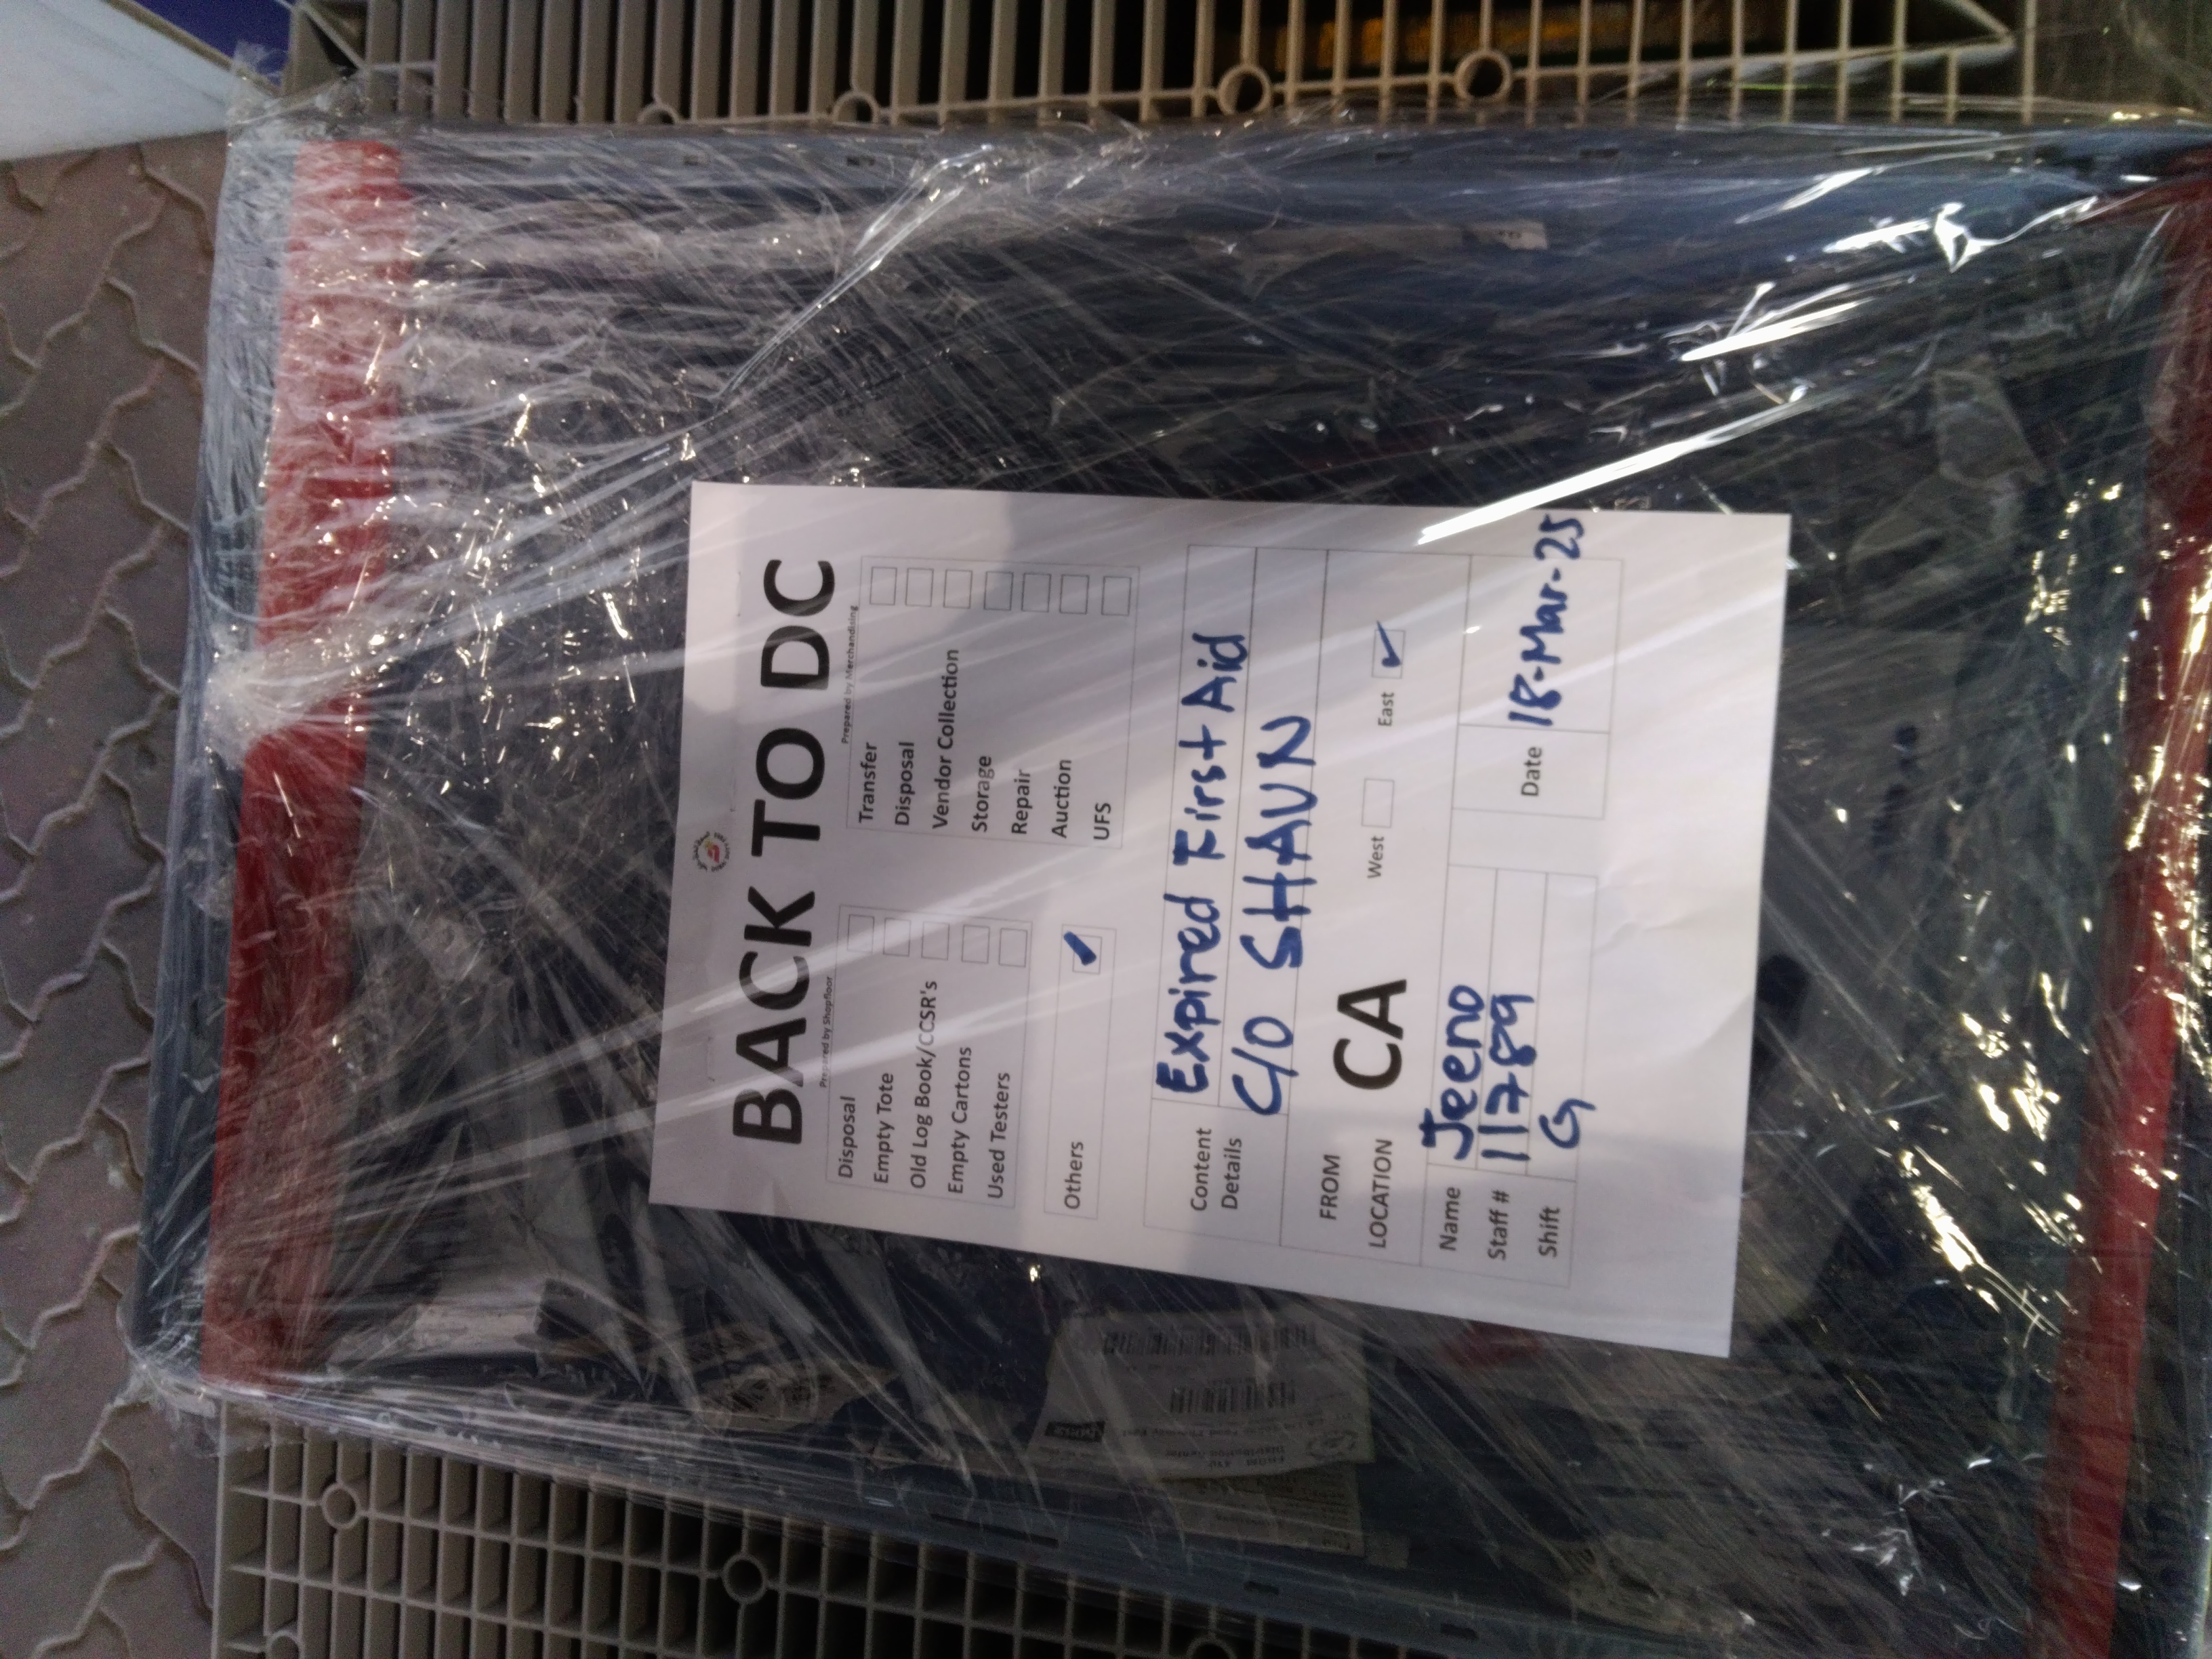 BACK TO DC
Prepared by Shopfloor
Disposal
Empty Tote
Old Log Book/CCSR's
Empty Cartons
Used Testers
Others
Prepared by Merchandising
Transfer
Disposal
Vendor Collection
Storage
Repair
Auction
UFS
Content Details
Expired First Aid
C/O SHAUN
FROM LOCATION
CA
West
East
Name Jeeno
Staff # 11789
Shift G
Date 18-Mar-25